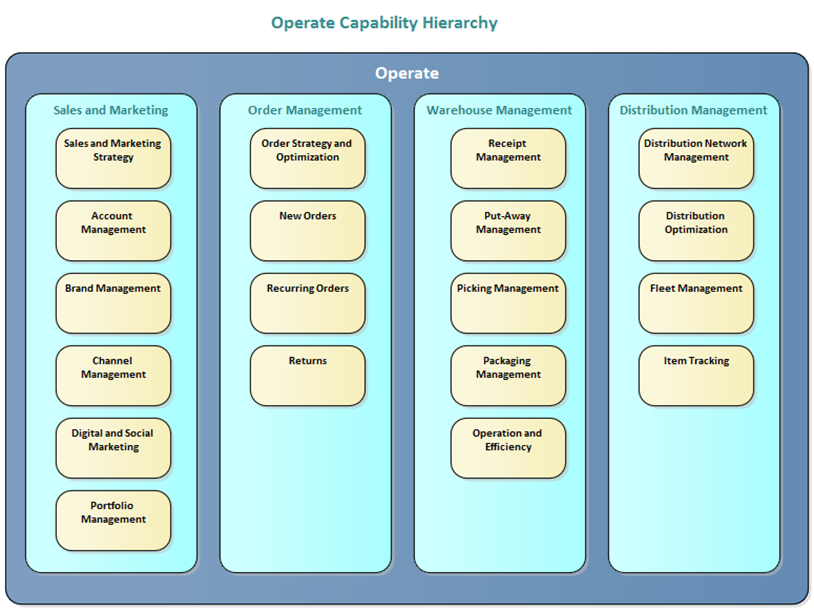 Operate Capability Hierarchy
Operate
Sales and Marketing
Sales and Marketing
Strategy
Account
Management
Brand Management
Channel
Management
Digital and Social
Marketing
Portfolio
Management
Order Management
Order Strategy and
Optimization
New Orders
Recurring Orders
Returns
Warehouse Management
Receipt
Management
Put-Away
Management
Picking Management
Packaging
Management
Operation and
Efficiency
Distribution Management
Distribution Network
Management
Distribution
Optimization
Fleet Management
Item Tracking